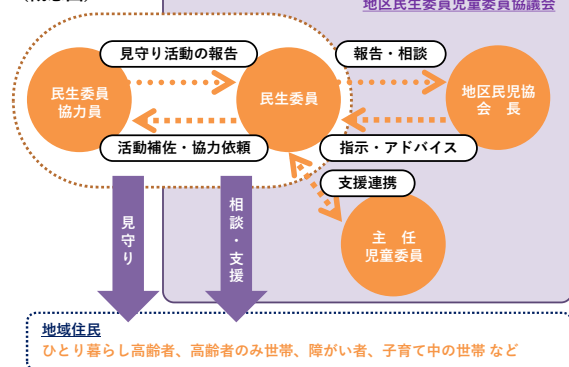 地区民生委員児童委員協議会
見守り活動の報告
報告・相談
民生委員
協力員
民生委員
地区民児協
会 長
活動補佐・協力依頼
指示・アドバイス
支援連携
見守り
相談・支援
主 任
児童委員
地域住民
ひとり暮らし高齢者、高齢者のみ世帯、障がい者、子育て中の世帯 など